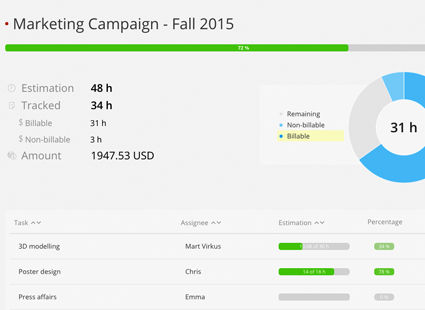 Marketing Campaign - Fall 2015
72 %
Estimation 48 h
Tracked 34 h
$ Billable 31 h
$ Non-billable 3 h
Amount 1947.53 USD
Remaining
Non-billable
Billable
31 h
Task Assignee Estimation Percentage
3D modelling Mart Virkus 34 %
Poster design Chris 14 of 18 h 78 %
Press affairs Emma 0 %